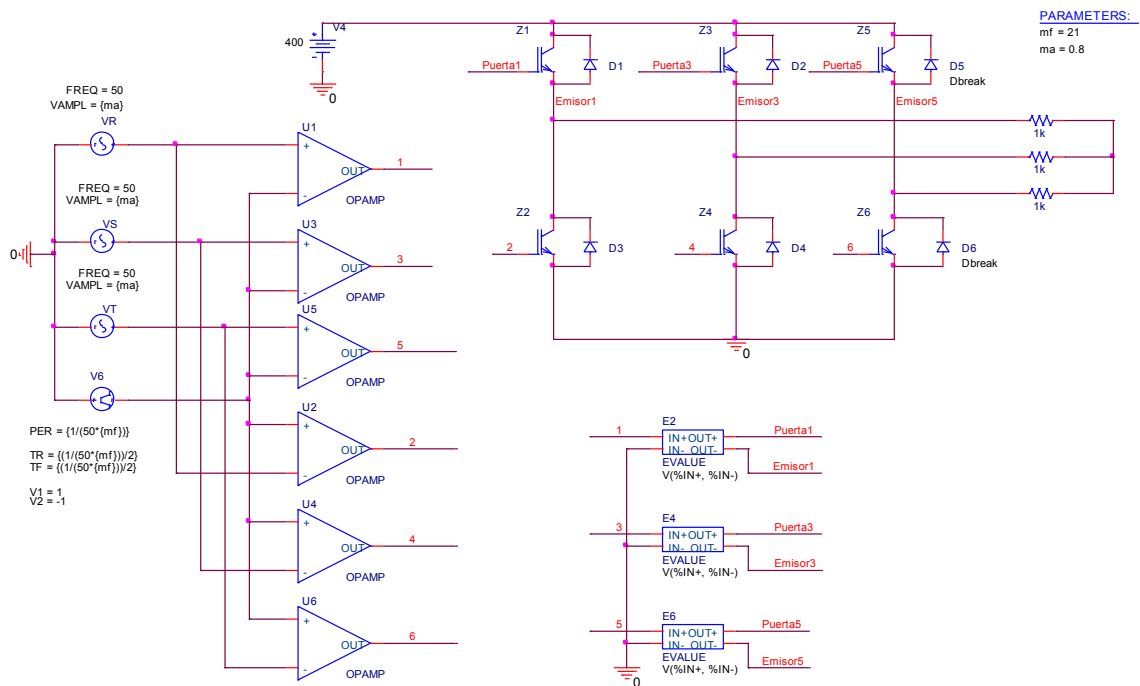 PARAMETERS:
mf = 21
ma = 0.8
V4
400
0
Z1
Puerta1
D1
Emisor1
Z3
Puerta3
D2
Emisor3
Z5
Puerta5
D5
Dbreak
Emisor5
1k
1k
1k
Z2
2
D3
Z4
4
D4
Z6
6
D6
Dbreak
0
FREQ = 50
VAMPL = {ma}
VR
FREQ = 50
VAMPL = {ma}
VS
0
FREQ = 50
VAMPL = {ma}
VT
V6
PER = {1/(50*{mf})}
TR = {(1/(50*{mf}))/2}
TF = {(1/(50*{mf}))/2}
V1 = 1
V2 = -1
U1
+
-
OUT
1
OPAMP
U3
+
-
OUT
3
OPAMP
U5
+
-
OUT
5
OPAMP
U2
+
-
OUT
2
OPAMP
U4
+
-
OUT
4
OPAMP
U6
+
-
OUT
6
OPAMP
E2
1
IN+OUT+
IN- OUT-
Puerta1
Emisor1
EVALUE
V(%IN+, %IN-)
E4
3
IN+OUT+
IN- OUT-
Puerta3
Emisor3
EVALUE
V(%IN+, %IN-)
E6
5
IN+OUT+
IN- OUT-
Puerta5
Emisor5
EVALUE
V(%IN+, %IN-)
0